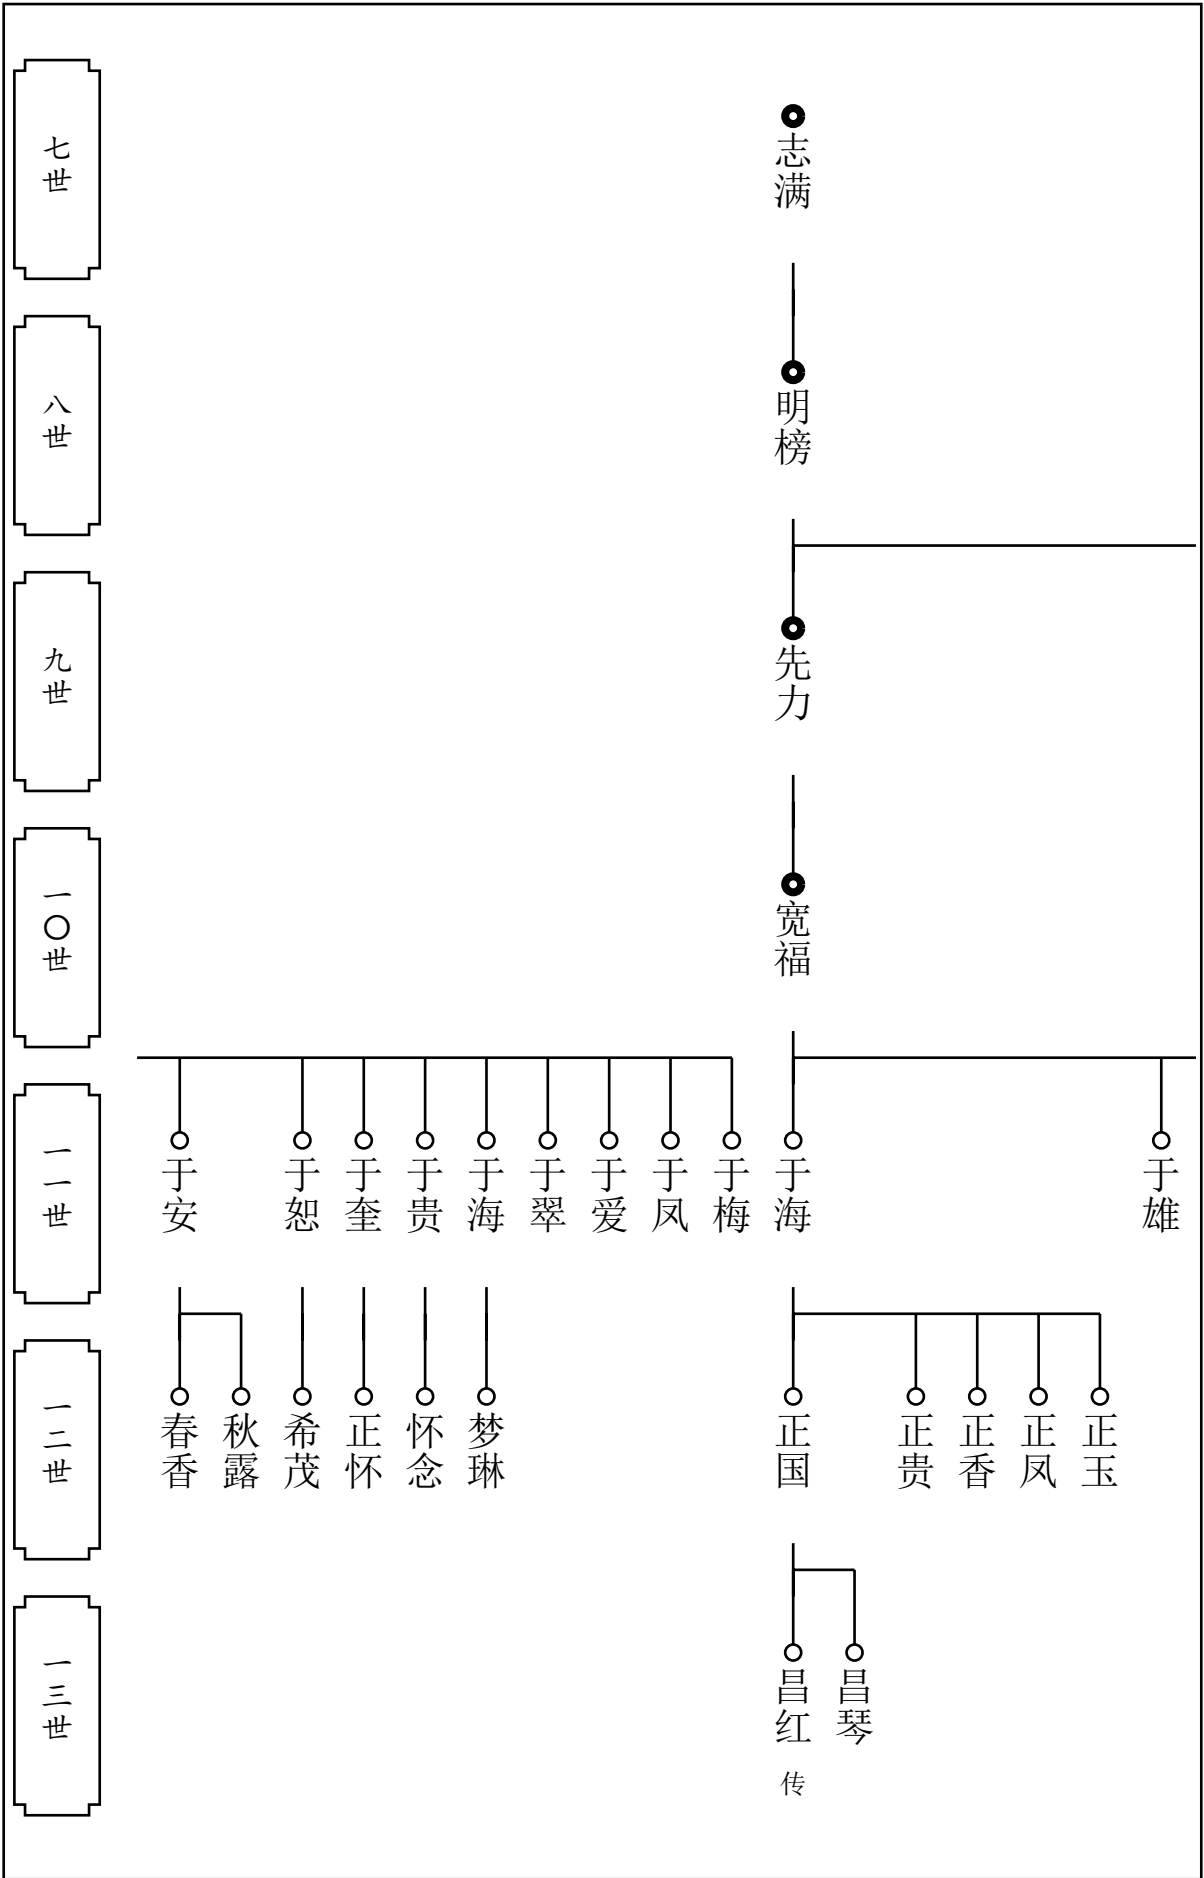 七世
志满
八世
明榜
九世
先力
一〇世
宽福
一一世
于安
于恕
于奎
于贵
于海
于翠
于爱
于凤
于梅
于海
于雄
一二世
春香
秋露
希茂
正怀
怀念
梦琳
正国
正贵
正香
正凤
正玉
一三世
昌红 传
昌琴